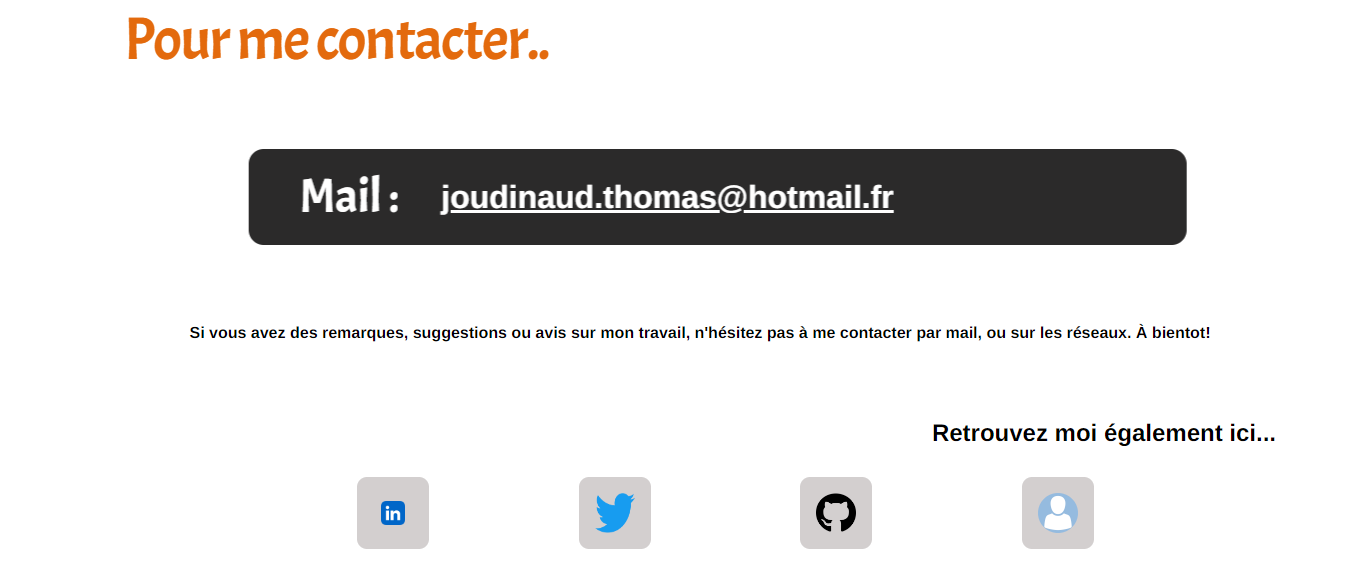 Pour me contacter..
Mail : joudinaud.thomas@hotmail.fr
Si vous avez des remarques, suggestions ou avis sur mon travail, n'hésitez pas à me contacter par mail, ou sur les réseaux. À bientot!
Retrouvez moi également ici...
in